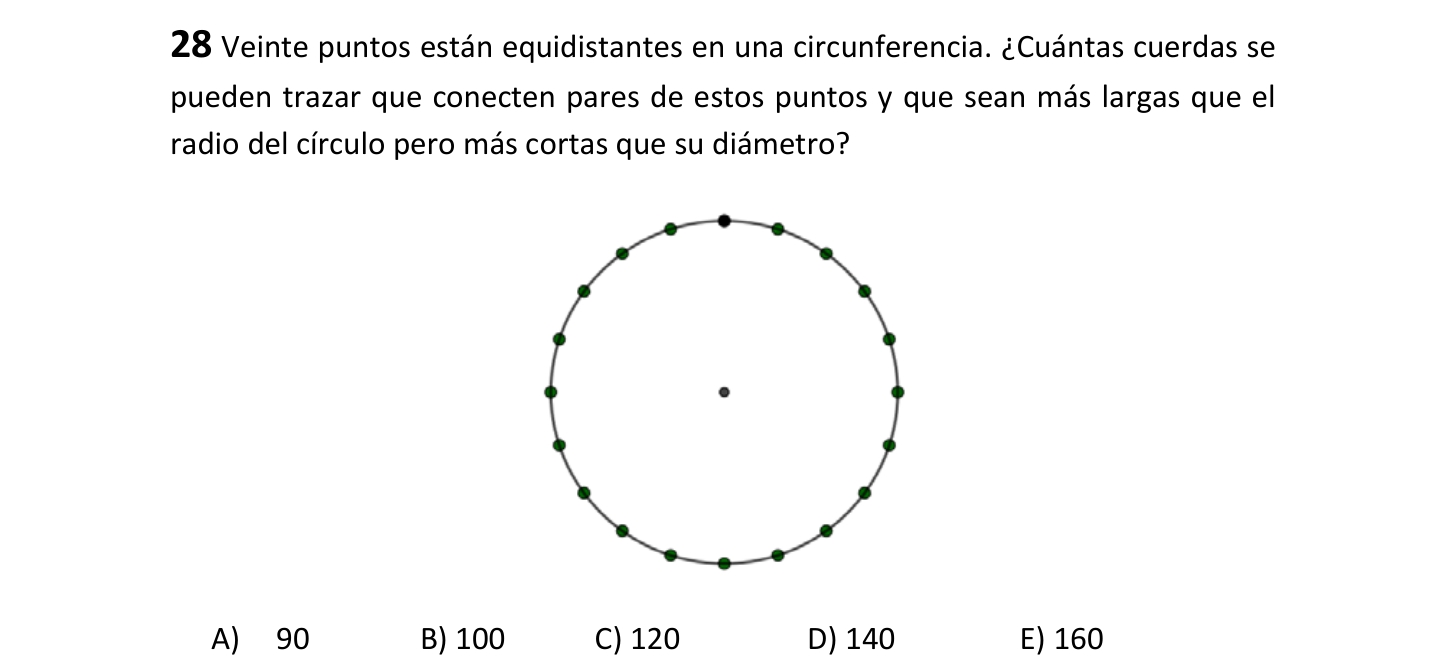 28 Veinte puntos están equidistantes en una circunferencia. ¿Cuántas cuerdas se
pueden trazar que conecten pares de estos puntos y que sean más largas que el
radio del círculo pero más cortas que su diámetro?
A) 90 B) 100 C) 120 D) 140 E) 160